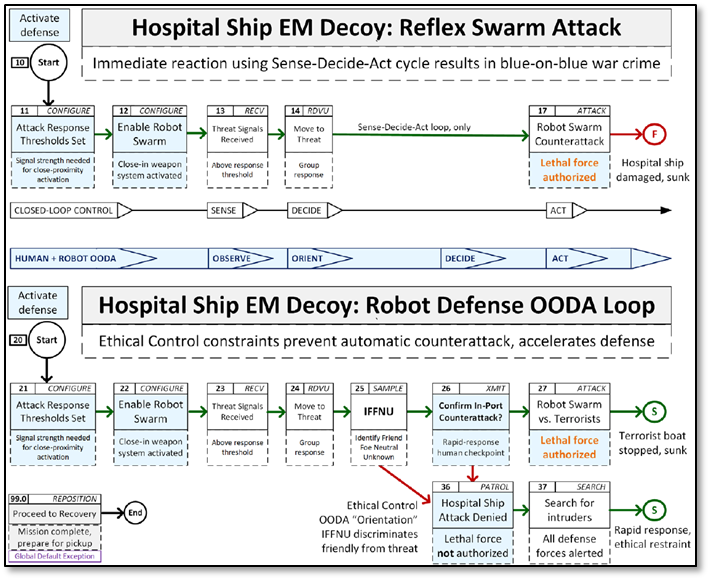 Activate
defense
Hospital Ship EM Decoy: Reflex Swarm Attack
Immediate reaction using Sense-Decide-Act cycle results in blue-on-blue war crime
10
Start
11 CONFIGURE
Attack Response
Thresholds Set
Signal strength needed
for close-proximity
activation
12 CONFIGURE
Enable Robot
Swarm
Close-in weapon
system activated
13 RECV
Threat Signals
Received
Above response
threshold
14 RDVU
Move to
Threat
Group
response
Sense-Decide-Act loop, only
17 ATTACK
Robot Swarm
Counterattack
Lethal force
authorized
F
Hospital ship
damaged, sunk
CLOSED-LOOP CONTROL
SENSE
DECIDE
ACT
HUMAN + ROBOT OODA
OBSERVE
ORIENT
DECIDE
ACT
Activate
defense
Hospital Ship EM Decoy: Robot Defense OODA Loop
Ethical Control constraints prevent automatic counterattack, accelerates defense
20
Start
21 CONFIGURE
Attack Response
Thresholds Set
Signal strength needed
for close-proximity
activation
22 CONFIGURE
Enable Robot
Swarm
Close-in weapon
system activated
23 RECV
Threat Signals
Received
Above response
threshold
24 RDVU
Move to
Threat
Group
response
25 SAMPLE
IFFNU
Identify Friend
Foe Neutral
Unknown
26 XMIT
Confirm In-Port
Counterattack?
Rapid-response
human checkpoint
27 ATTACK
Robot Swarm
vs. Terrorists
Lethal force
authorized
S
Terrorist boat
stopped, sunk
99.0 REPOSITION
Proceed to Recovery
Mission complete,
prepare for pickup
Global Default Exception
End
Ethical Control
OODA "Orientation"
IFFNU discriminates
friendly from threat
36 PATROL
Hospital Ship
Attack Denied
Lethal force
not authorized
37 SEARCH
Search for
intruders
All defense
forces alerted
S
Rapid response,
ethical restraint